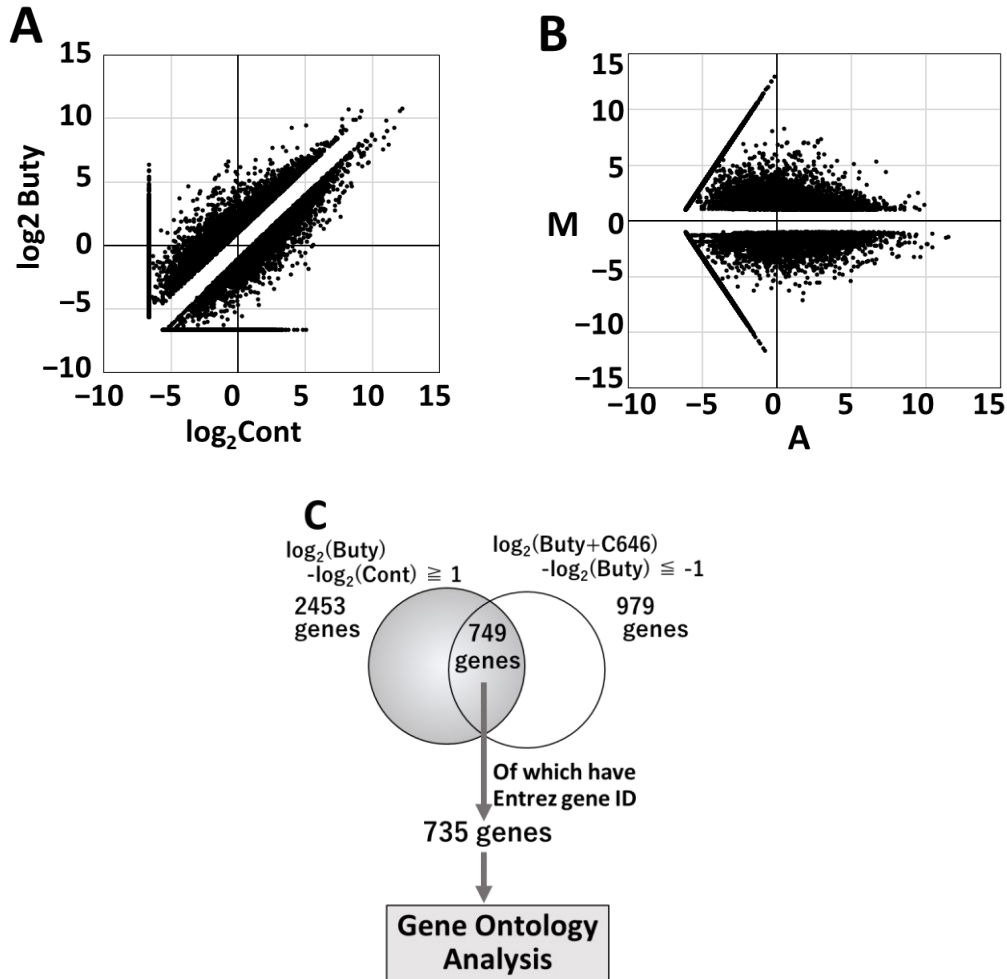 A
15
10
5
0
−5
−10
−10 −5 0 5 10 15
log2 Buty
log₂Cont
B
15
10
5
0
−5
−10
−15
−10 −5 0 5 10 15
M
A
C
log₂(Buty)
-log₂(Cont) ≧ 1
2453
genes
log₂(Buty+C646)
-log₂(Buty) ≦ -1
979
genes
749
genes
Of which have
Entrez gene ID
735 genes
Gene Ontology
Analysis